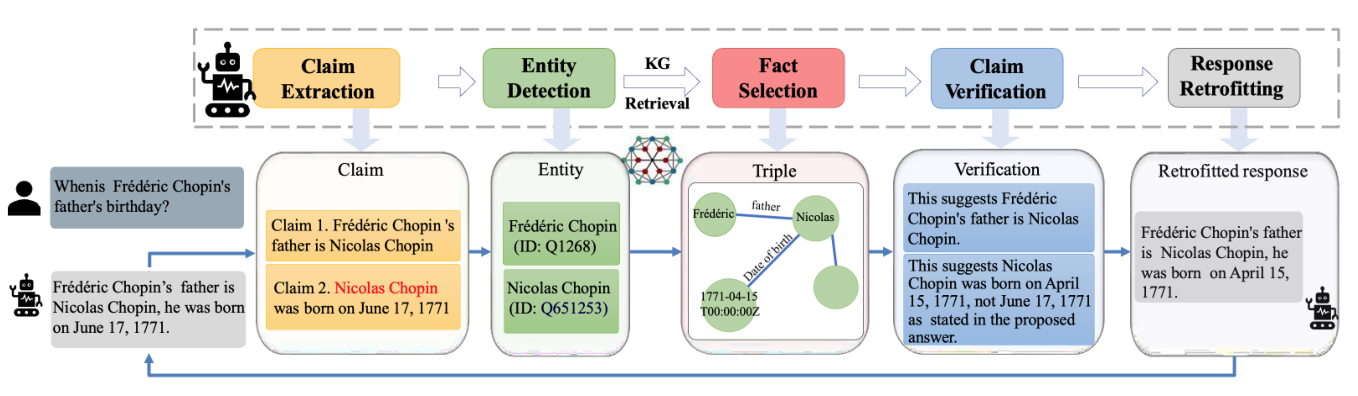 Claim
Extraction
Entity
Detection
KG
Retrieval
Fact
Selection
Claim
Verification
Response
Retrofitting
Whenis Frédéric Chopin's
father's birthday?
Frédéric Chopin's father is
Nicolas Chopin, he was born
on June 17, 1771.
Claim
Claim 1. Frédéric Chopin 's
father is Nicolas Chopin
Claim 2. Nicolas Chopin
was born on June 17, 1771
Entity
Frédéric Chopin
(ID: Q1268)
Nicolas Chopin
(ID: Q651253)
Triple
Frédéric
father
Nicolas
Date of birth
1771-04-15
T00:00:00Z
Verification
This suggests Frédéric
Chopin's father is Nicolas
Chopin.
This suggests Nicolas
Chopin was born on April
15, 1771, not June 17, 1771
as stated in the proposed
answer.
Retrofitted response
Frédéric Chopin's father
is Nicolas Chopin, he
was born on April 15,
1771.